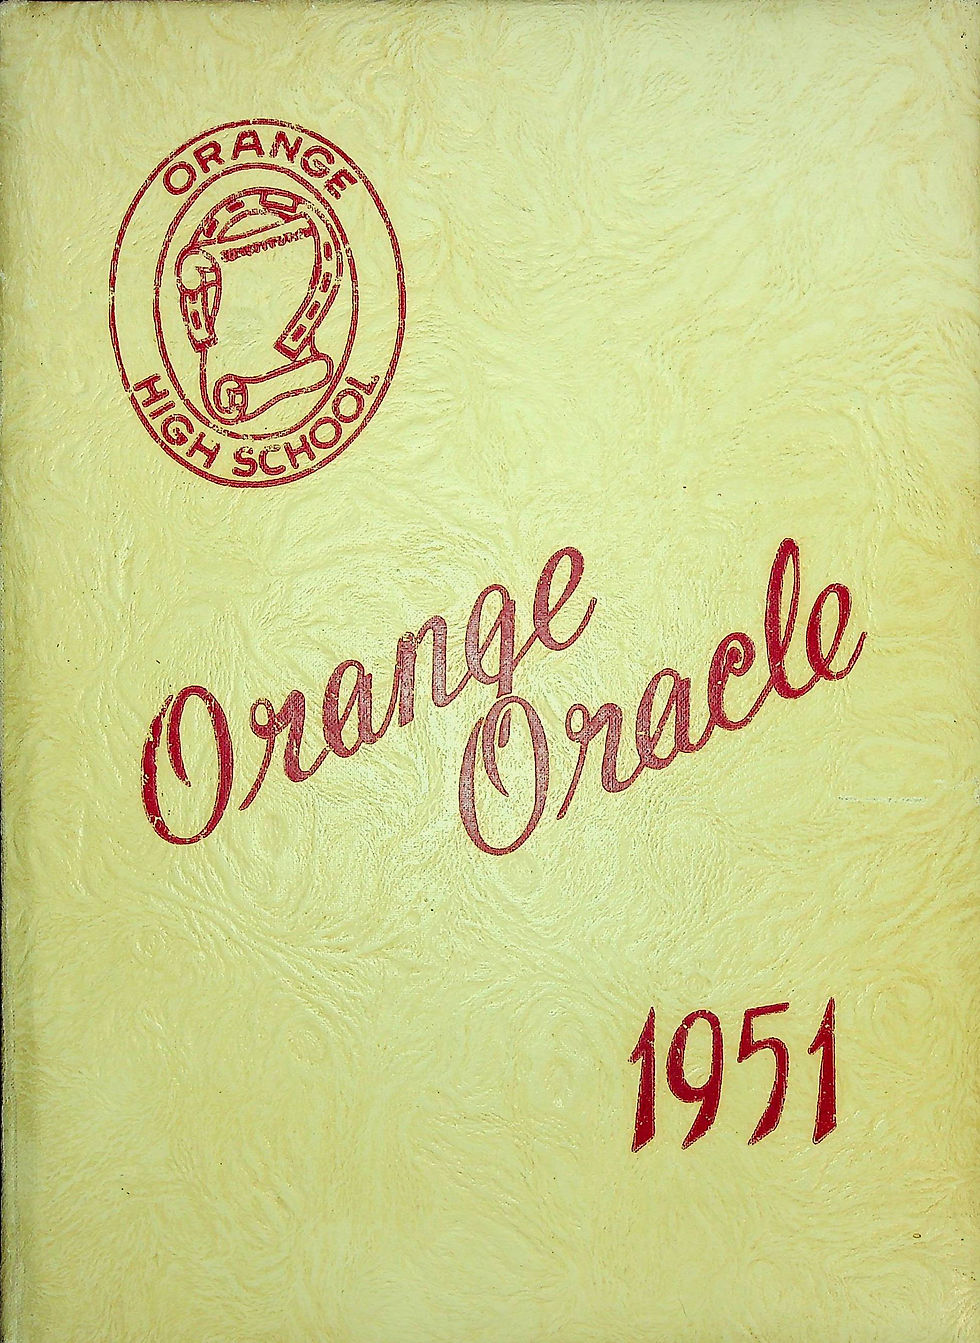 ORANGE
HIGH SCHOOL
Orange
Oracle
1951